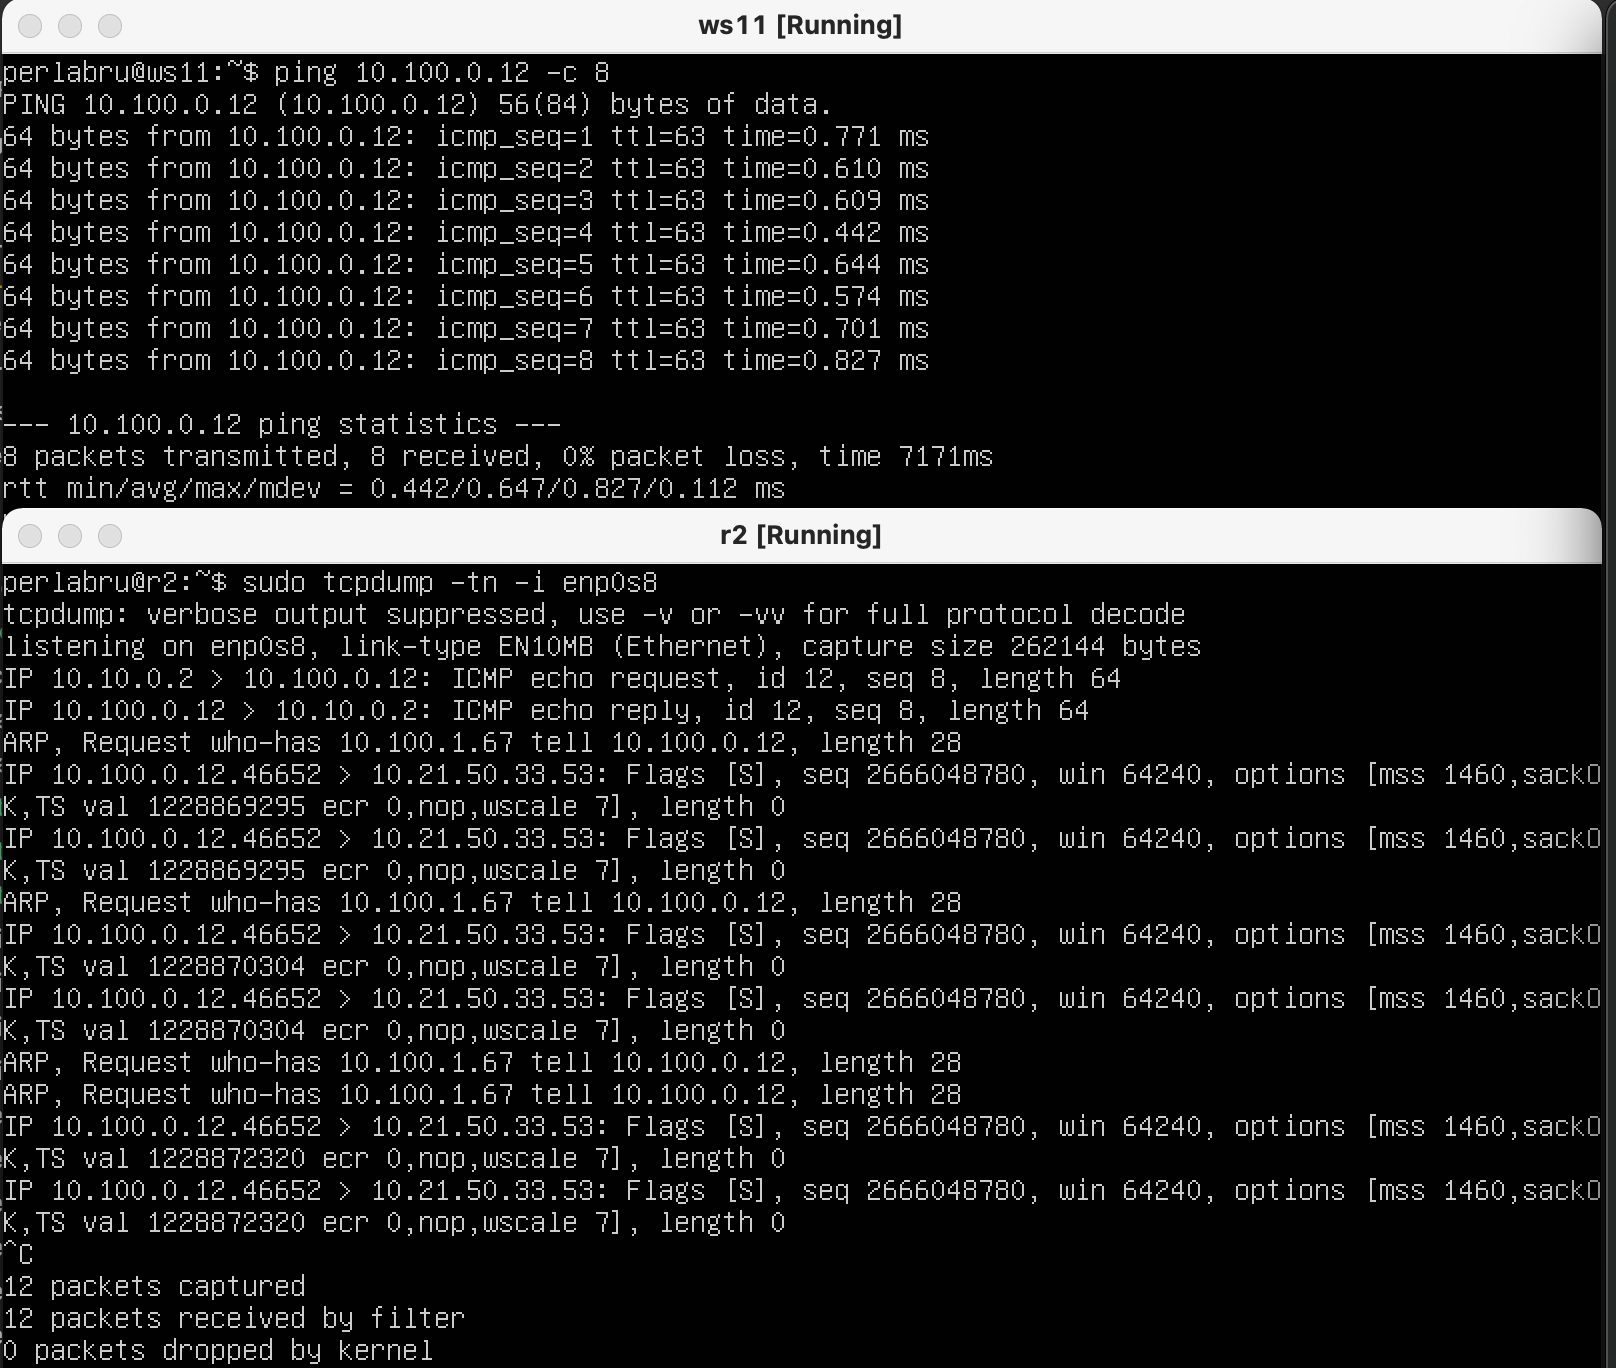 ws11 [Running]
perlabru@ws11:~$ ping 10.100.0.12 -c 8
PING 10.100.0.12 (10.100.0.12) 56(84) bytes of data.
64 bytes from 10.100.0.12: icmp_seq=1 ttl=63 time=0.771 ms
64 bytes from 10.100.0.12: icmp_seq=2 ttl=63 time=0.610 ms
64 bytes from 10.100.0.12: icmp_seq=3 ttl=63 time=0.609 ms
64 bytes from 10.100.0.12: icmp_seq=4 ttl=63 time=0.442 ms
64 bytes from 10.100.0.12: icmp_seq=5 ttl=63 time=0.644 ms
64 bytes from 10.100.0.12: icmp_seq=6 ttl=63 time=0.574 ms
64 bytes from 10.100.0.12: icmp_seq=7 ttl=63 time=0.701 ms
64 bytes from 10.100.0.12: icmp_seq=8 ttl=63 time=0.827 ms
--- 10.100.0.12 ping statistics ---
8 packets transmitted, 8 received, 0% packet loss, time 7171ms
rtt min/avg/max/mdev = 0.442/0.647/0.827/0.112 ms
r2 [Running]
perlabru@r2:~$ sudo tcpdump -tn -i enp0s8
tcpdump: verbose output suppressed, use -v or -vv for full protocol decode
listening on enp0s8, link-type EN10MB (Ethernet), capture size 262144 bytes
IP 10.10.0.2 > 10.100.0.12: ICMP echo request, id 12, seq 8, length 64
IP 10.100.0.12 > 10.10.0.2: ICMP echo reply, id 12, seq 8, length 64
ARP, Request who-has 10.100.1.67 tell 10.100.0.12, length 28
IP 10.100.0.12.46652 > 10.21.50.33.53: Flags [S], seq 2666048780, win 64240, options [mss 1460,sackO
K,TS val 1228869295 ecr 0,nop,wscale 7], length 0
IP 10.100.0.12.46652 > 10.21.50.33.53: Flags [S], seq 2666048780, win 64240, options [mss 1460,sackO
K,TS val 1228869295 ecr 0,nop,wscale 7], length 0
ARP, Request who-has 10.100.1.67 tell 10.100.0.12, length 28
IP 10.100.0.12.46652 > 10.21.50.33.53: Flags [S], seq 2666048780, win 64240, options [mss 1460,sackO
K,TS val 1228870304 ecr 0,nop,wscale 7], length 0
IP 10.100.0.12.46652 > 10.21.50.33.53: Flags [S], seq 2666048780, win 64240, options [mss 1460,sackO
K,TS val 1228870304 ecr 0,nop,wscale 7], length 0
ARP, Request who-has 10.100.1.67 tell 10.100.0.12, length 28
ARP, Request who-has 10.100.1.67 tell 10.100.0.12, length 28
IP 10.100.0.12.46652 > 10.21.50.33.53: Flags [S], seq 2666048780, win 64240, options [mss 1460,sackO
K,TS val 1228872320 ecr 0,nop,wscale 7], length 0
IP 10.100.0.12.46652 > 10.21.50.33.53: Flags [S], seq 2666048780, win 64240, options [mss 1460,sackO
K,TS val 1228872320 ecr 0,nop,wscale 7], length 0
^C
12 packets captured
12 packets received by filter
0 packets dropped by kernel